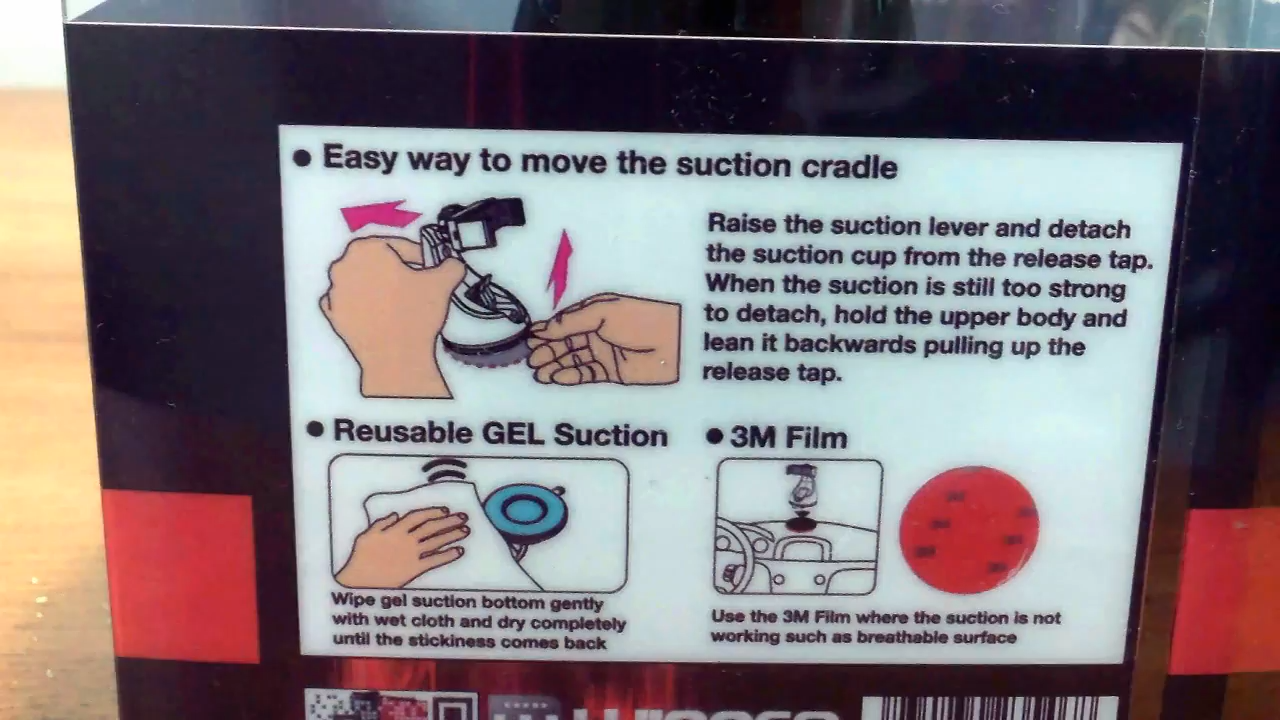 ● Easy way to move the suction cradle
Raise the suction lever and detach
the suction cup from the release tap.
When the suction is still too strong
to detach, hold the upper body and
lean it backwards pulling up the
release tap.
● Reusable GEL Suction
Wipe gel suction bottom gently
with wet cloth and dry completely
until the stickiness comes back
● 3M Film
Use the 3M Film where the suction is not
working such as breathable surface